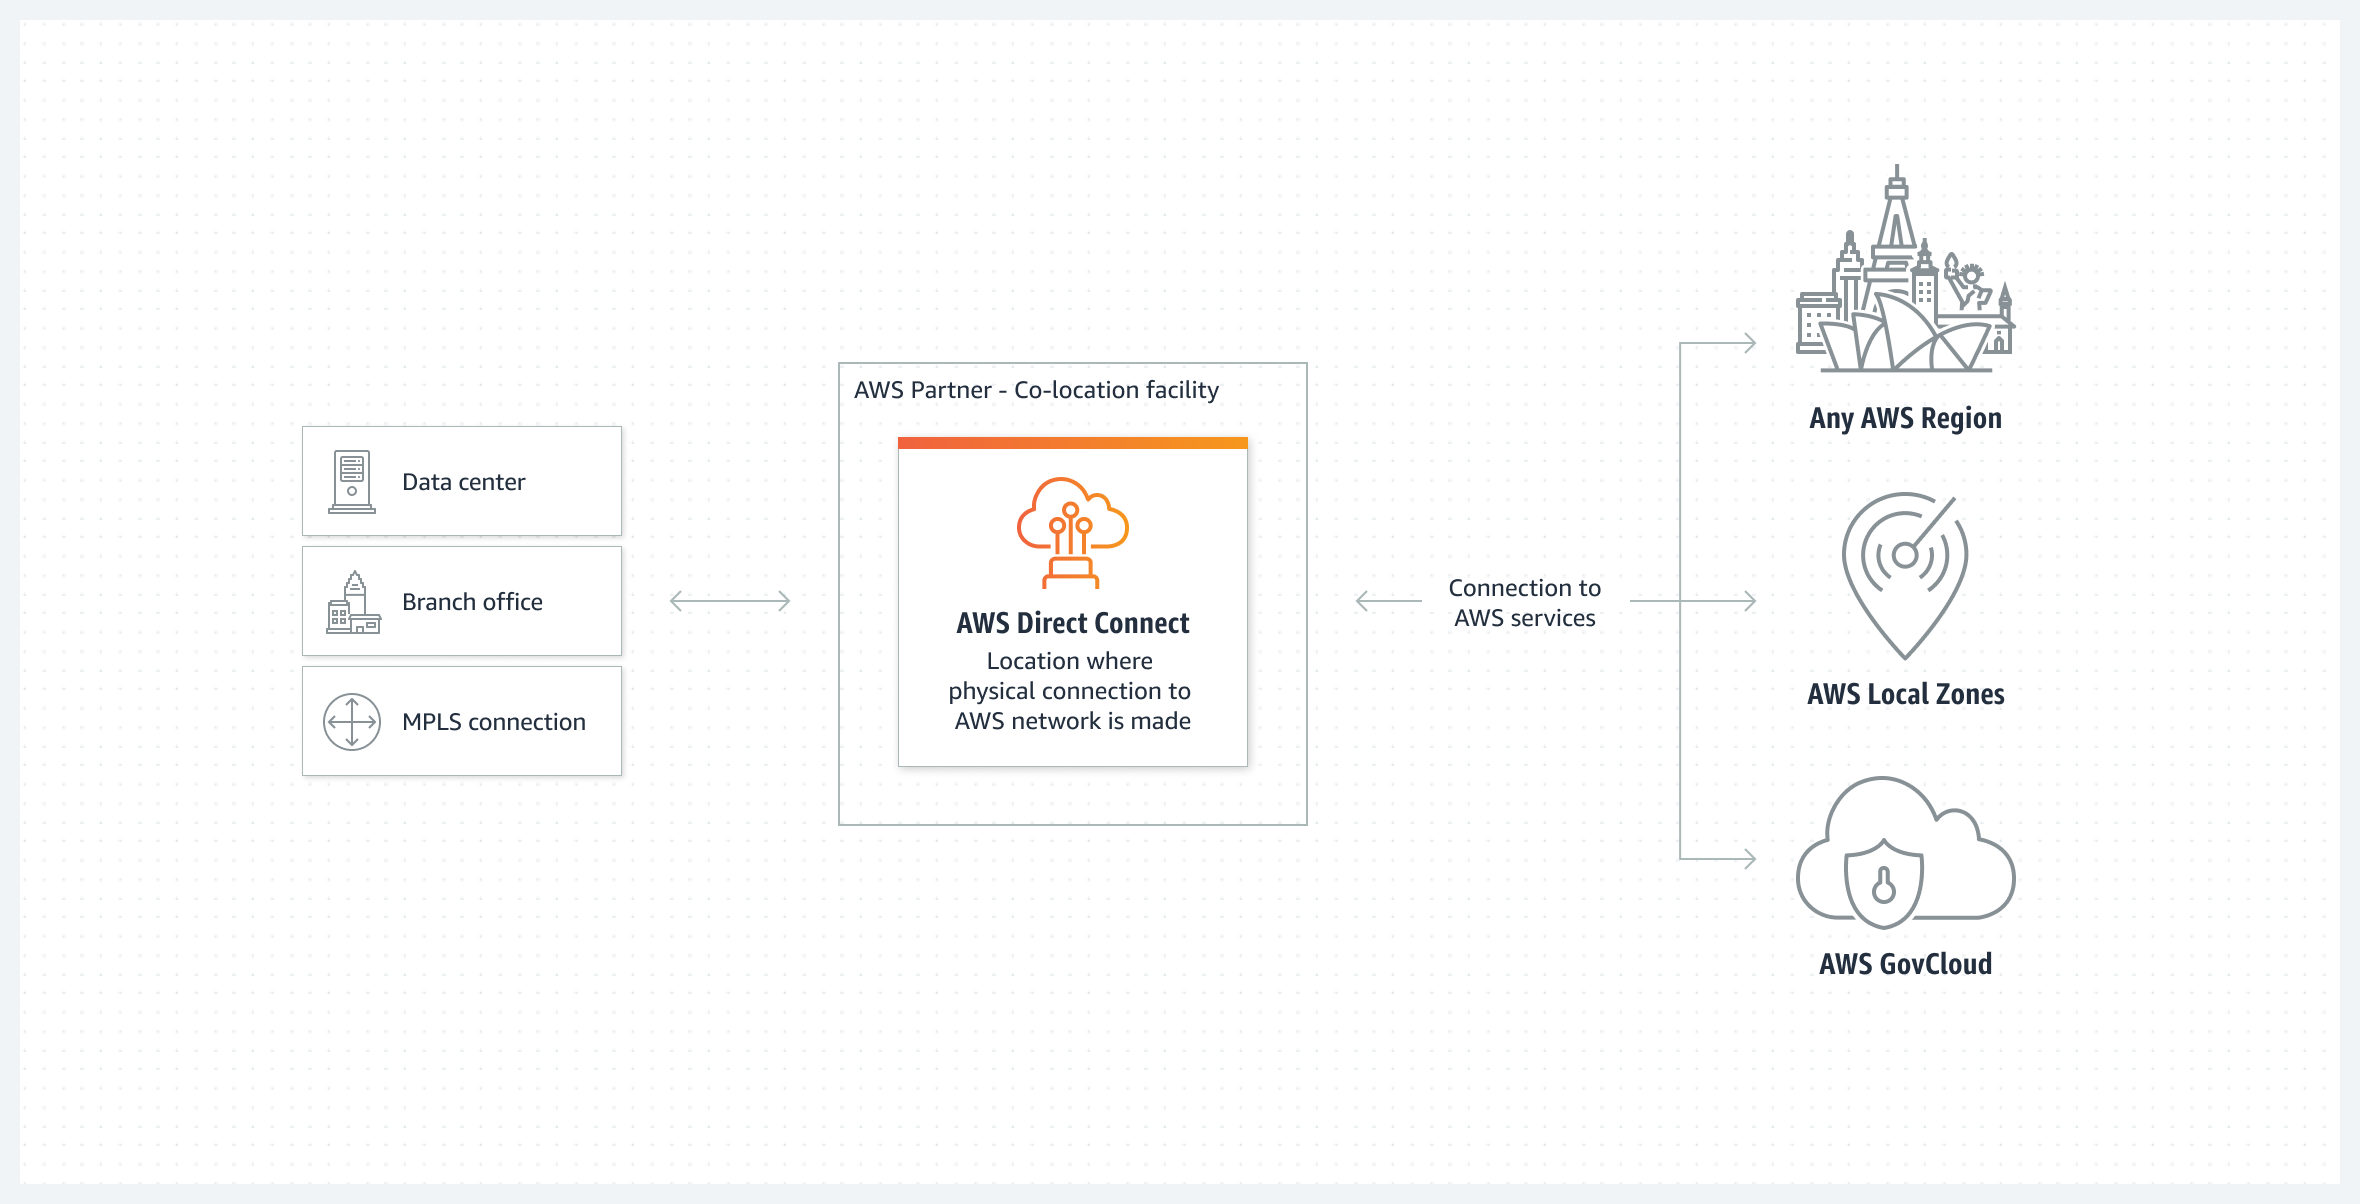 Data center
Branch office
MPLS connection
AWS Partner - Co-location facility
AWS Direct Connect
Location where
physical connection to
AWS network is made
Connection to
AWS services
Any AWS Region
AWS Local Zones
AWS GovCloud